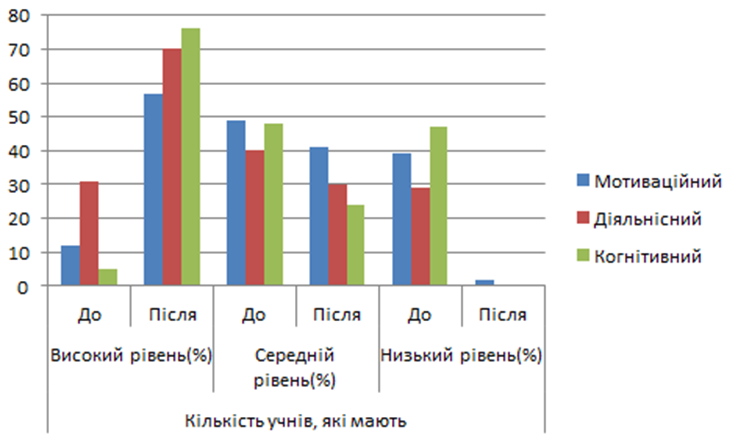 80
70
60
50
40
30
20
10
0
До
Після
До
Після
До
Після
Високий рівень(%)
Середній
рівень(%)
Низький рівень(%)
Кількість учнів, які мають
Мотиваційний
Діяльнісний
Когнітивний